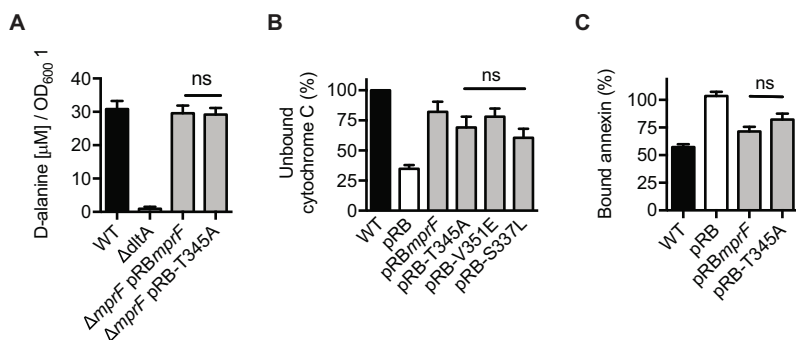 A
D-alanine [µM] / OD600 1
40
30
20
10
0
ns
WT
ΔdltA
ΔmprF pRBmprF
ΔmprF pRB-T345A
B
Unbound
cytochrome C (%)
100
75
50
25
ns
WT
pRB
pRBmprF
pRB-T345A
pRB-V351E
pRB-S337L
C
Bound annexin (%)
100
75
50
25
ns
WT
pRB
pRBmprF
pRB-T345A